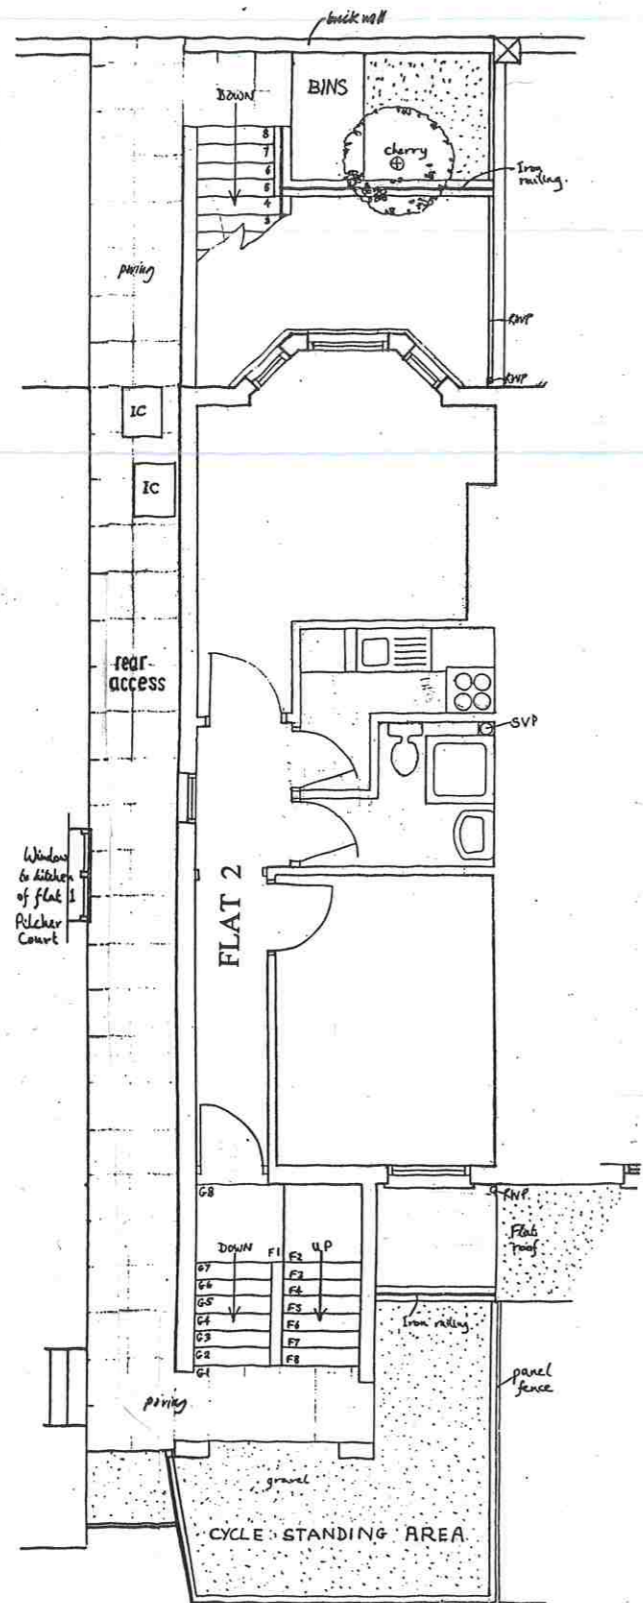 brick wall
DOWN
BINS
8
7
6
5
4
3
cherry
Iron
railing.
paving
RWP
RWP
IC
IC
rear
access
SVP
Window
to kitchen
of flat 1
Pilcher
Court
FLAT 2
G8
RWP
Flat
roof
DOWN
F1
F2
UP
G7
F3
G6
F4
G5
F5
G4
F6
G3
F7
G2
F8
G1
Iron railing.
panel
fence
paving
gravel
CYCLE STANDING AREA